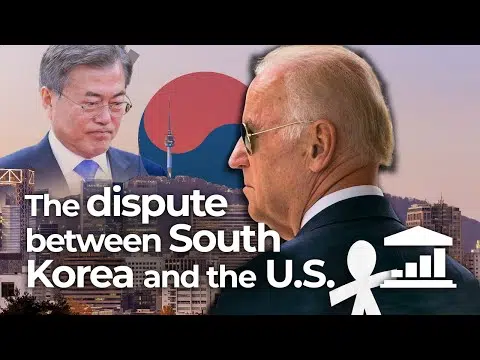 The dispute
between South
Korea and the U.S.